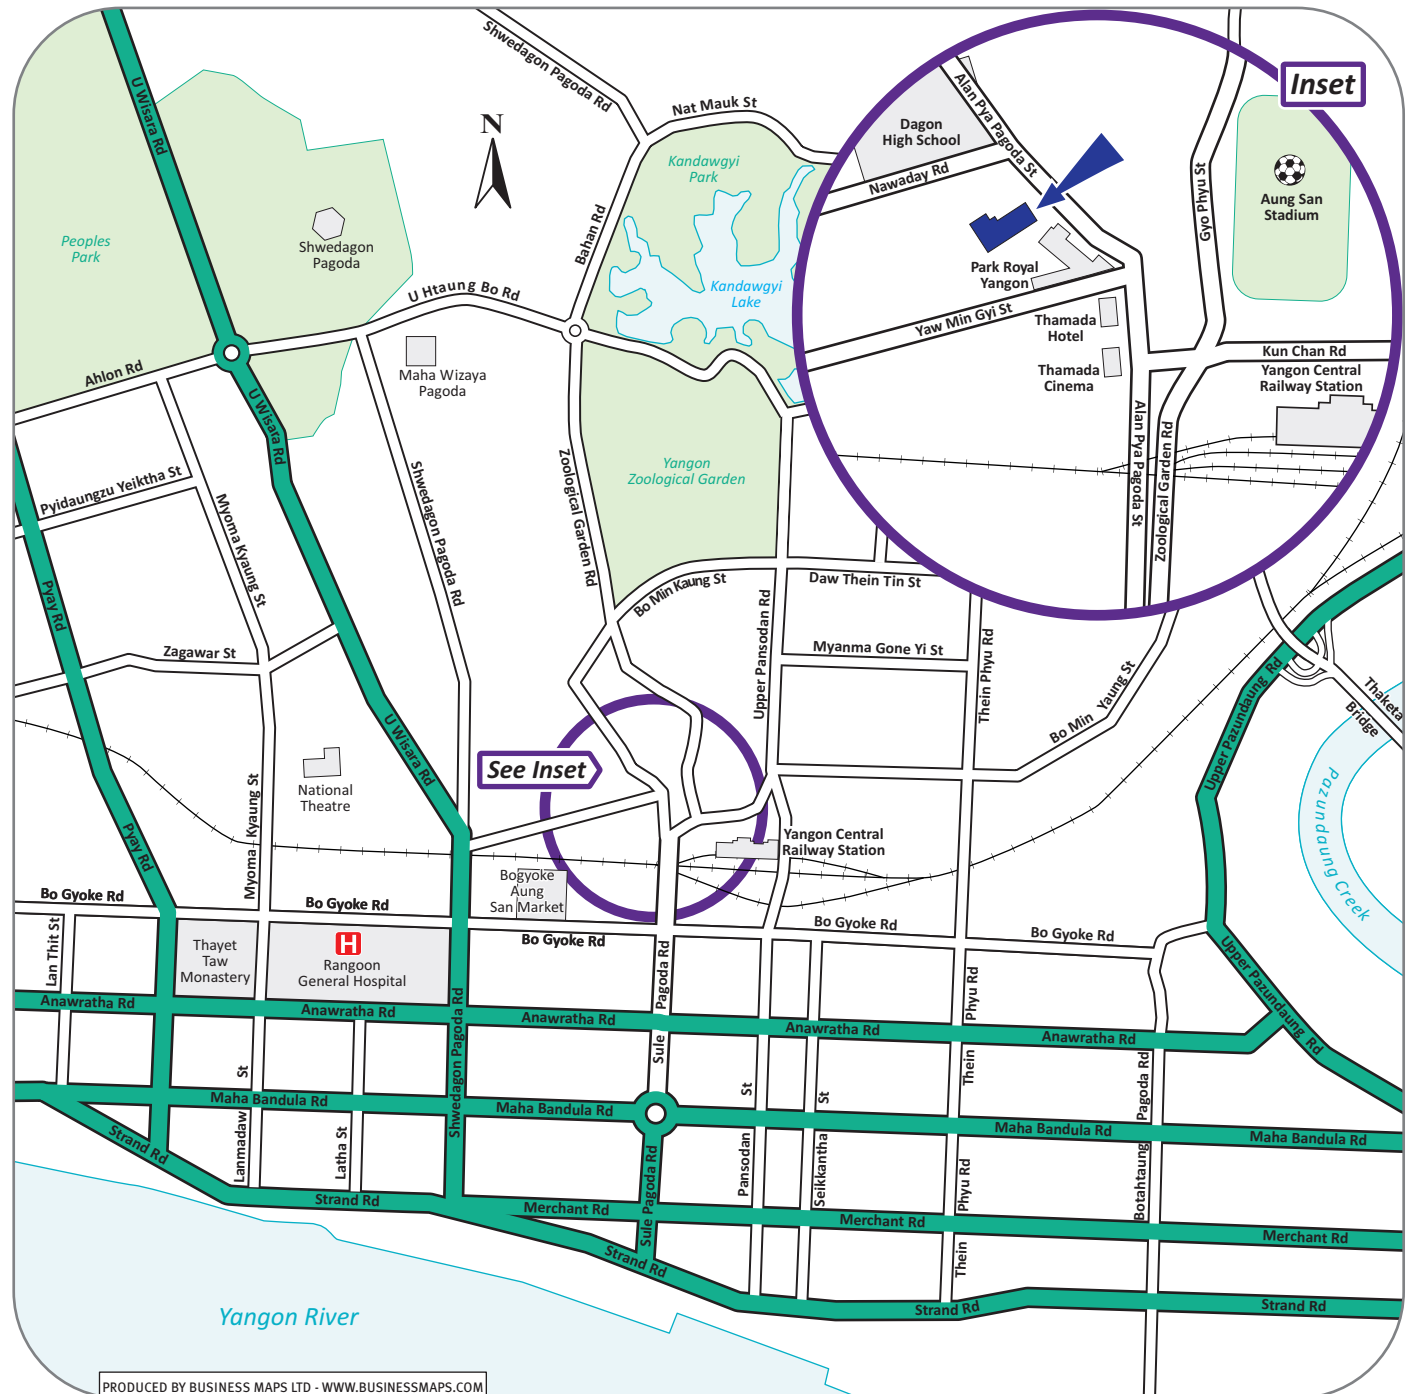 Inset
Shwedagon Pagoda Rd
U Wisara Rd
N
Nat Mauk St
Kandawgyi
Park
Dagon
High School
Alan Pya Pagoda St
Nawaday Rd
Gyo Phyu St
Aung San
Stadium
Peoples
Park
Shwedagon
Pagoda
Bahan Rd
Kandawgyi
Lake
Park Royal
Yangon
U Htaung Bo Rd
Yaw Min Gyi St
Thamada
Hotel
Thamada
Cinema
Kun Chan Rd
Yangon Central
Railway Station
Alan Pya Pagoda St
Zoological Garden Rd
Ahlon Rd
Maha Wizaya
Pagoda
U Wisara Rd
Pyidaungzu Yeiktha St
Myoma Kyaung St
Shwedagon Pagoda Rd
Zoological Garden Rd
Yangon
Zoological Garden
Pyay Rd
Bo Min Kaung St
Daw Thein Tin St
Upper Pansodan Rd
Myanma Gone Yi St
Thein Phyu Rd
Zagawar St
Bo Min Yaung St
Upper Pazundaung Rd
Thaketa
Bridge
U Wisara Rd
See Inset
National
Theatre
Myoma Kyaung St
Pyay Rd
Yangon Central
Railway Station
Pazundaung Creek
Bogyoke
Aung
San Market
Bo Gyoke Rd
Bo Gyoke Rd
Bo Gyoke Rd
Bo Gyoke Rd
Bo Gyoke Rd
Lan Thit St
Thayet
Taw
Monastery
H
Rangoon
General Hospital
Upper Pazundaung Rd
Anawratha Rd
Anawratha Rd
Anawratha Rd
Anawratha Rd
Anawratha Rd
Shwedagon Pagoda Rd
Sule Pagoda Rd
Thein Phyu Rd
Maha Bandula Rd
Maha Bandula Rd
Maha Bandula Rd
Maha Bandula Rd
Lanmadaw St
Latha St
Pansodan St
Seikkantha St
Thein Phyu Rd
Botahtaung Pagoda Rd
Strand Rd
Strand Rd
Sule Pagoda Rd
Merchant Rd
Merchant Rd
Merchant Rd
Strand Rd
Strand Rd
Strand Rd
Yangon River
PRODUCED BY BUSINESS MAPS LTD - WWW.BUSINESSMAPS.COM